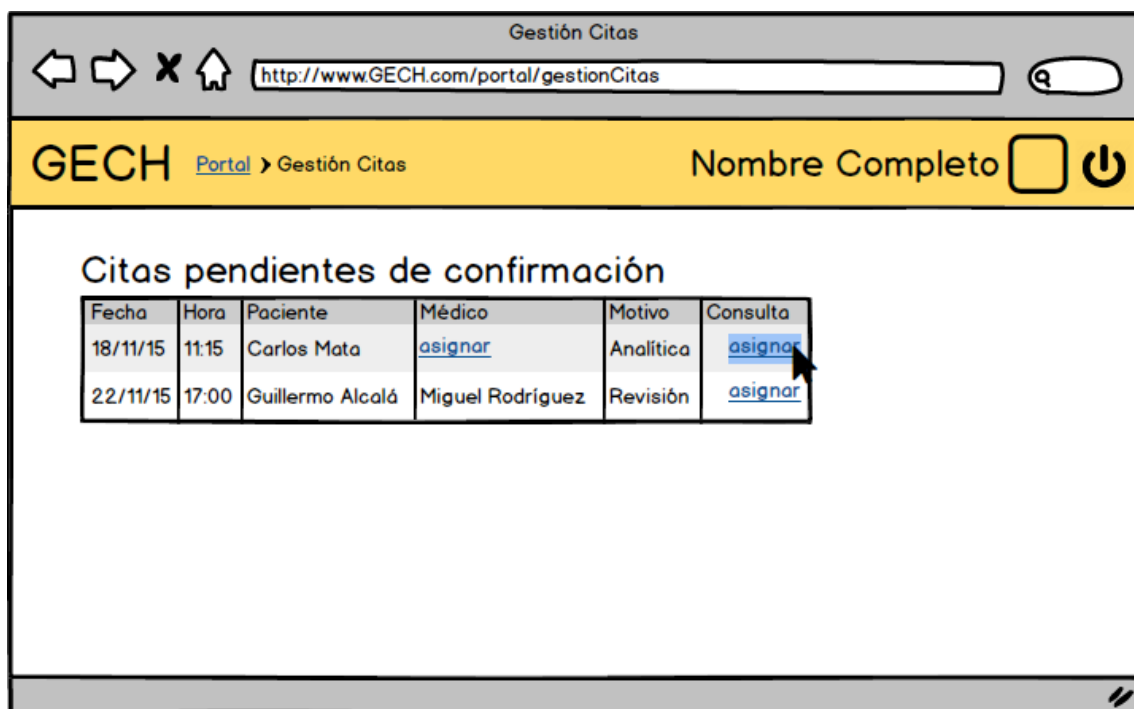 Gestión Citas
http://www.GECH.com/portal/gestionCitas
GECH Portal > Gestión Citas Nombre Completo
Citas pendientes de confirmación
Fecha Hora Paciente Médico Motivo Consulta
18/11/15 11:15 Carlos Mata asignar Analítica asignar
22/11/15 17:00 Guillermo Alcalá Miguel Rodríguez Revisión asignar